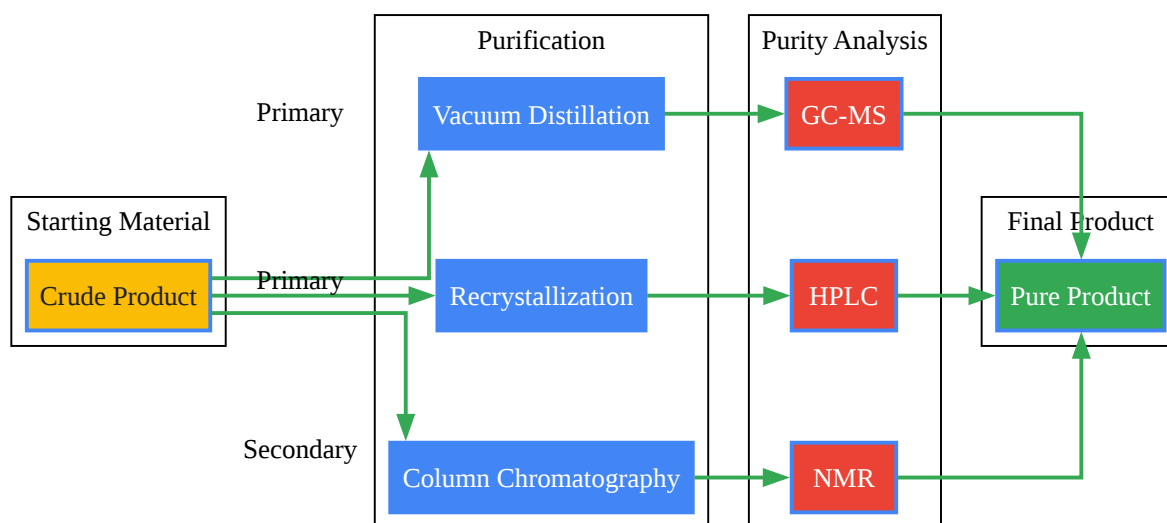 Purification
Purity Analysis
Primary
Vacuum Distillation
GC-MS
Starting Material
Final Product
Crude Product
Primary
Recrystallization
HPLC
Pure Product
Secondary
Column Chromatography
NMR